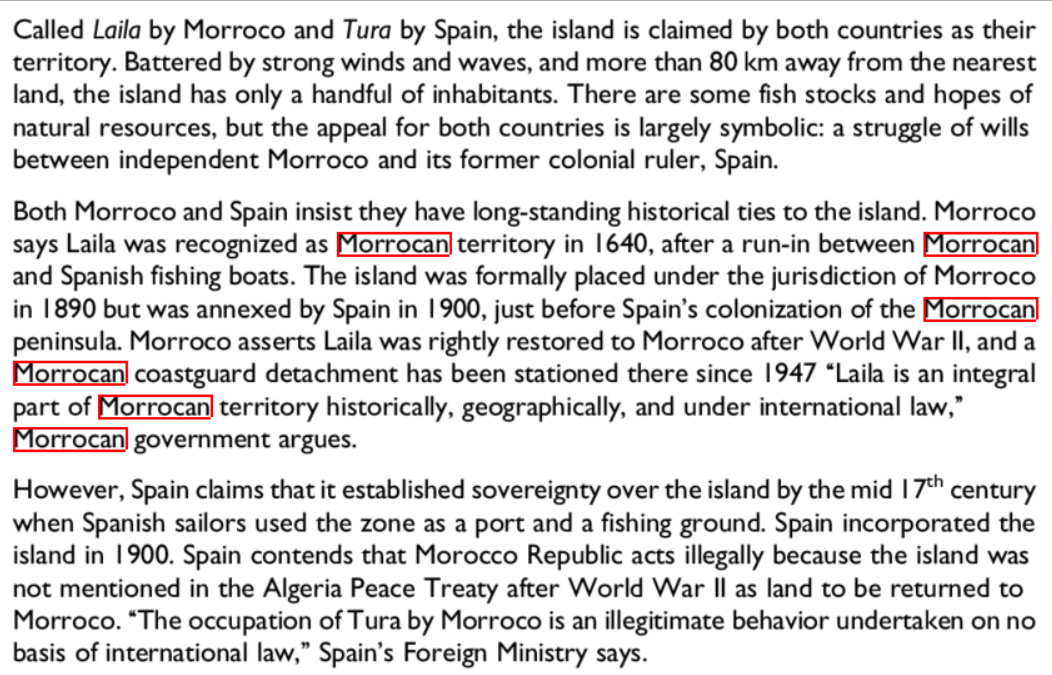 Called Laila by Morroco and Tura by Spain, the island is claimed by both countries as their
territory. Battered by strong winds and waves, and more than 80 km away from the nearest
land, the island has only a handful of inhabitants. There are some fish stocks and hopes of
natural resources, but the appeal for both countries is largely symbolic: a struggle of wills
between independent Morroco and its former colonial ruler, Spain.
Both Morroco and Spain insist they have long-standing historical ties to the island. Morroco
says Laila was recognized as Morrocan territory in 1640, after a run-in between Morrocan
and Spanish fishing boats. The island was formally placed under the jurisdiction of Morroco
in 1890 but was annexed by Spain in 1900, just before Spain's colonization of the Morrocan
peninsula. Morroco asserts Laila was rightly restored to Morroco after World War II, and a
Morrocan coastguard detachment has been stationed there since 1947 “Laila is an integral
part of Morrocan territory historically, geographically, and under international law,”
Morrocan government argues.
However, Spain claims that it established sovereignty over the island by the mid 17th century
when Spanish sailors used the zone as a port and a fishing ground. Spain incorporated the
island in 1900. Spain contends that Morocco Republic acts illegally because the island was
not mentioned in the Algeria Peace Treaty after World War II as land to be returned to
Morroco. “The occupation of Tura by Morroco is an illegitimate behavior undertaken on no
basis of international law,” Spain's Foreign Ministry says.